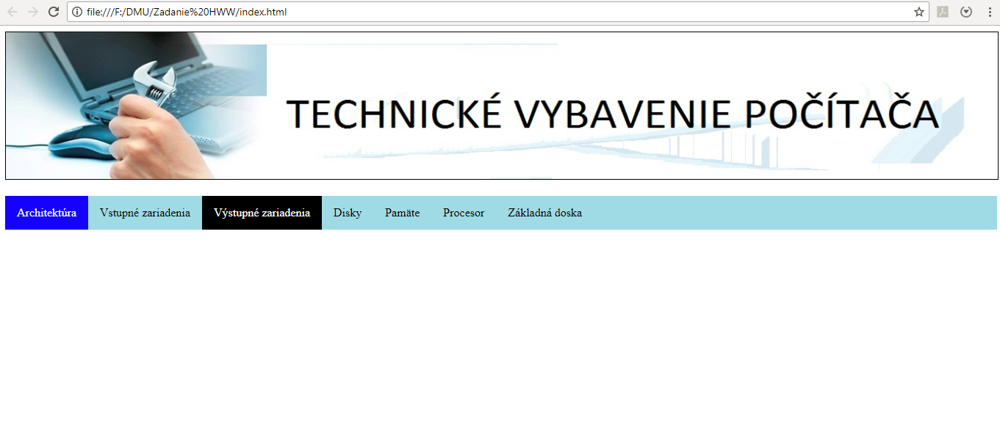 file:///F:/DMU/Zadanie%20HWW/index.html
TECHNICKÉ VYBAVENIE POČÍTAČA
Architektúra Vstupné zariadenia Výstupné zariadenia Disky Pamäte Procesor Základná doska